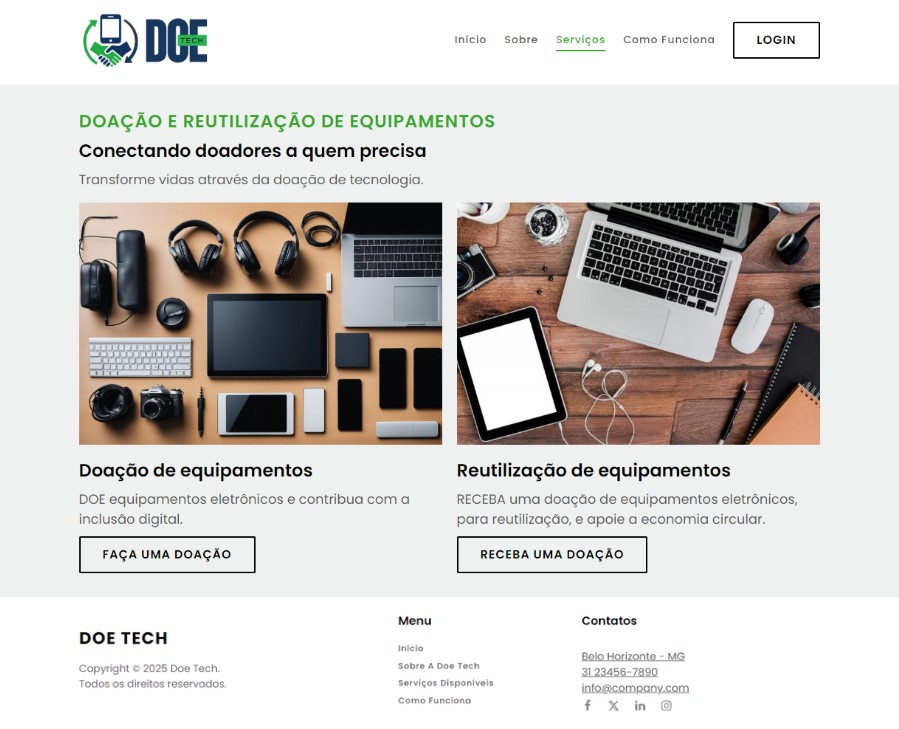 DOE
TECH
Início
Sobre
Serviços
Como Funciona
LOGIN
DOAÇÃO E REUTILIZAÇÃO DE EQUIPAMENTOS
Conectando doadores a quem precisa
Transforme vidas através da doação de tecnologia.
Doação de equipamentos
DOE equipamentos eletrônicos e contribua com a
inclusão digital.
FAÇA UMA DOAÇÃO
Reutilização de equipamentos
RECEBA uma doação de equipamentos eletrônicos,
para reutilização, e apoie a economia circular.
RECEBA UMA DOAÇÃO
DOE TECH
Copyright © 2025 Doe Tech.
Todos os direitos reservados.
Menu
Início
Sobre A Doe Tech
Serviços Disponíveis
Como Funciona
Contatos
Belo Horizonte - MG
31 23456-7890
info@company.com